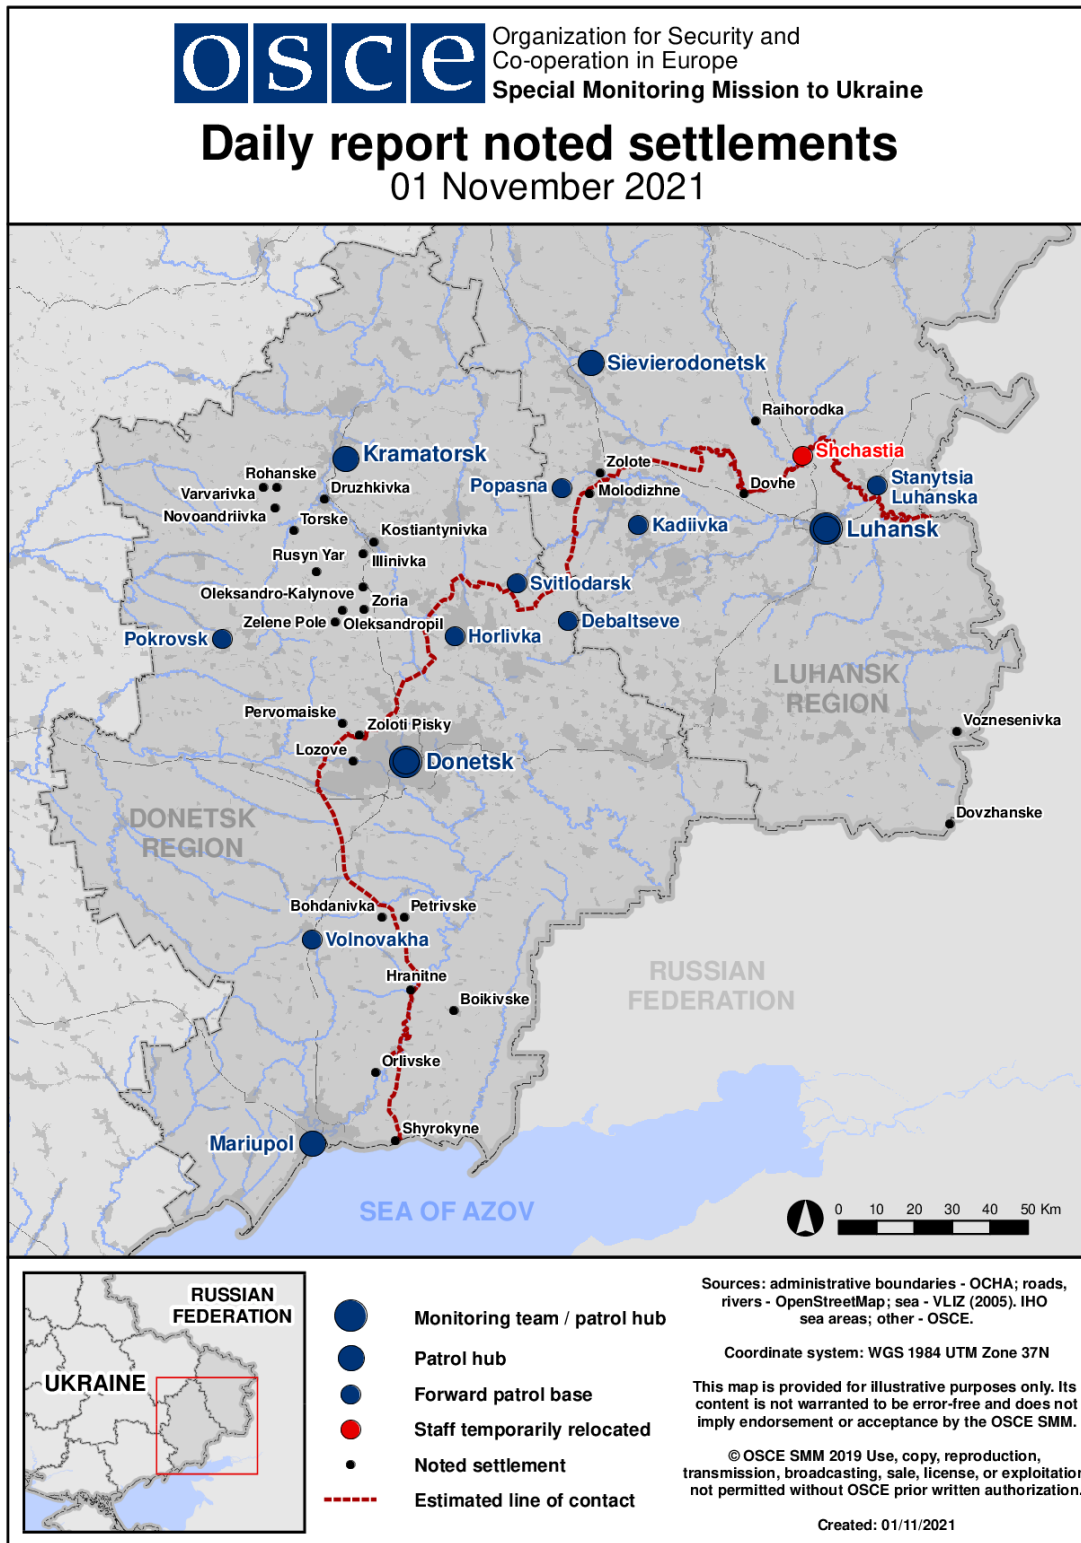 osce
Organization for Security and
Co-operation in Europe
Special Monitoring Mission to Ukraine
Daily report noted settlements
01 November 2021
Sievierodonetsk
Raihorodka
Shchastia
Kramatorsk
Zolote
Rohanske
Druzhkivka
Popasna
Dovhe
Stanytsia
Luhanska
Varvarivka
Molodizhne
Novoandriivka
Torske
Kostiantynivka
Kadiivka
Luhansk
Rusyn Yar
Illinivka
Svitlodarsk
Oleksandro-Kalynove
Zoria
Zelene Pole
Oleksandropil
Debaltseve
Pokrovsk
Horlivka
LUHANSK
REGION
Pervomaiske
Zoloti Pisky
Voznesenivka
Lozove
Donetsk
DONETSK
REGION
Dovzhanske
Bohdanivka
Petrivske
Volnovakha
Hranitne
RUSSIAN
FEDERATION
Boikivske
Orlivske
Shyrokyne
Mariupol
SEA OF AZOV
0 10 20 30 40 50 Km
RUSSIAN
FEDERATION
UKRAINE
Monitoring team / patrol hub
Patrol hub
Forward patrol base
Staff temporarily relocated
Noted settlement
Estimated line of contact
Sources: administrative boundaries - OCHA; roads,
rivers - OpenStreetMap; sea - VLIZ (2005). IHO
sea areas; other - OSCE.
Coordinate system: WGS 1984 UTM Zone 37N
This map is provided for illustrative purposes only. Its
content is not warranted to be error-free and does not
imply endorsement or acceptance by the OSCE SMM.
© OSCE SMM 2019 Use, copy, reproduction,
transmission, broadcasting, sale, license, or exploitation
not permitted without OSCE prior written authorization.
Created: 01/11/2021